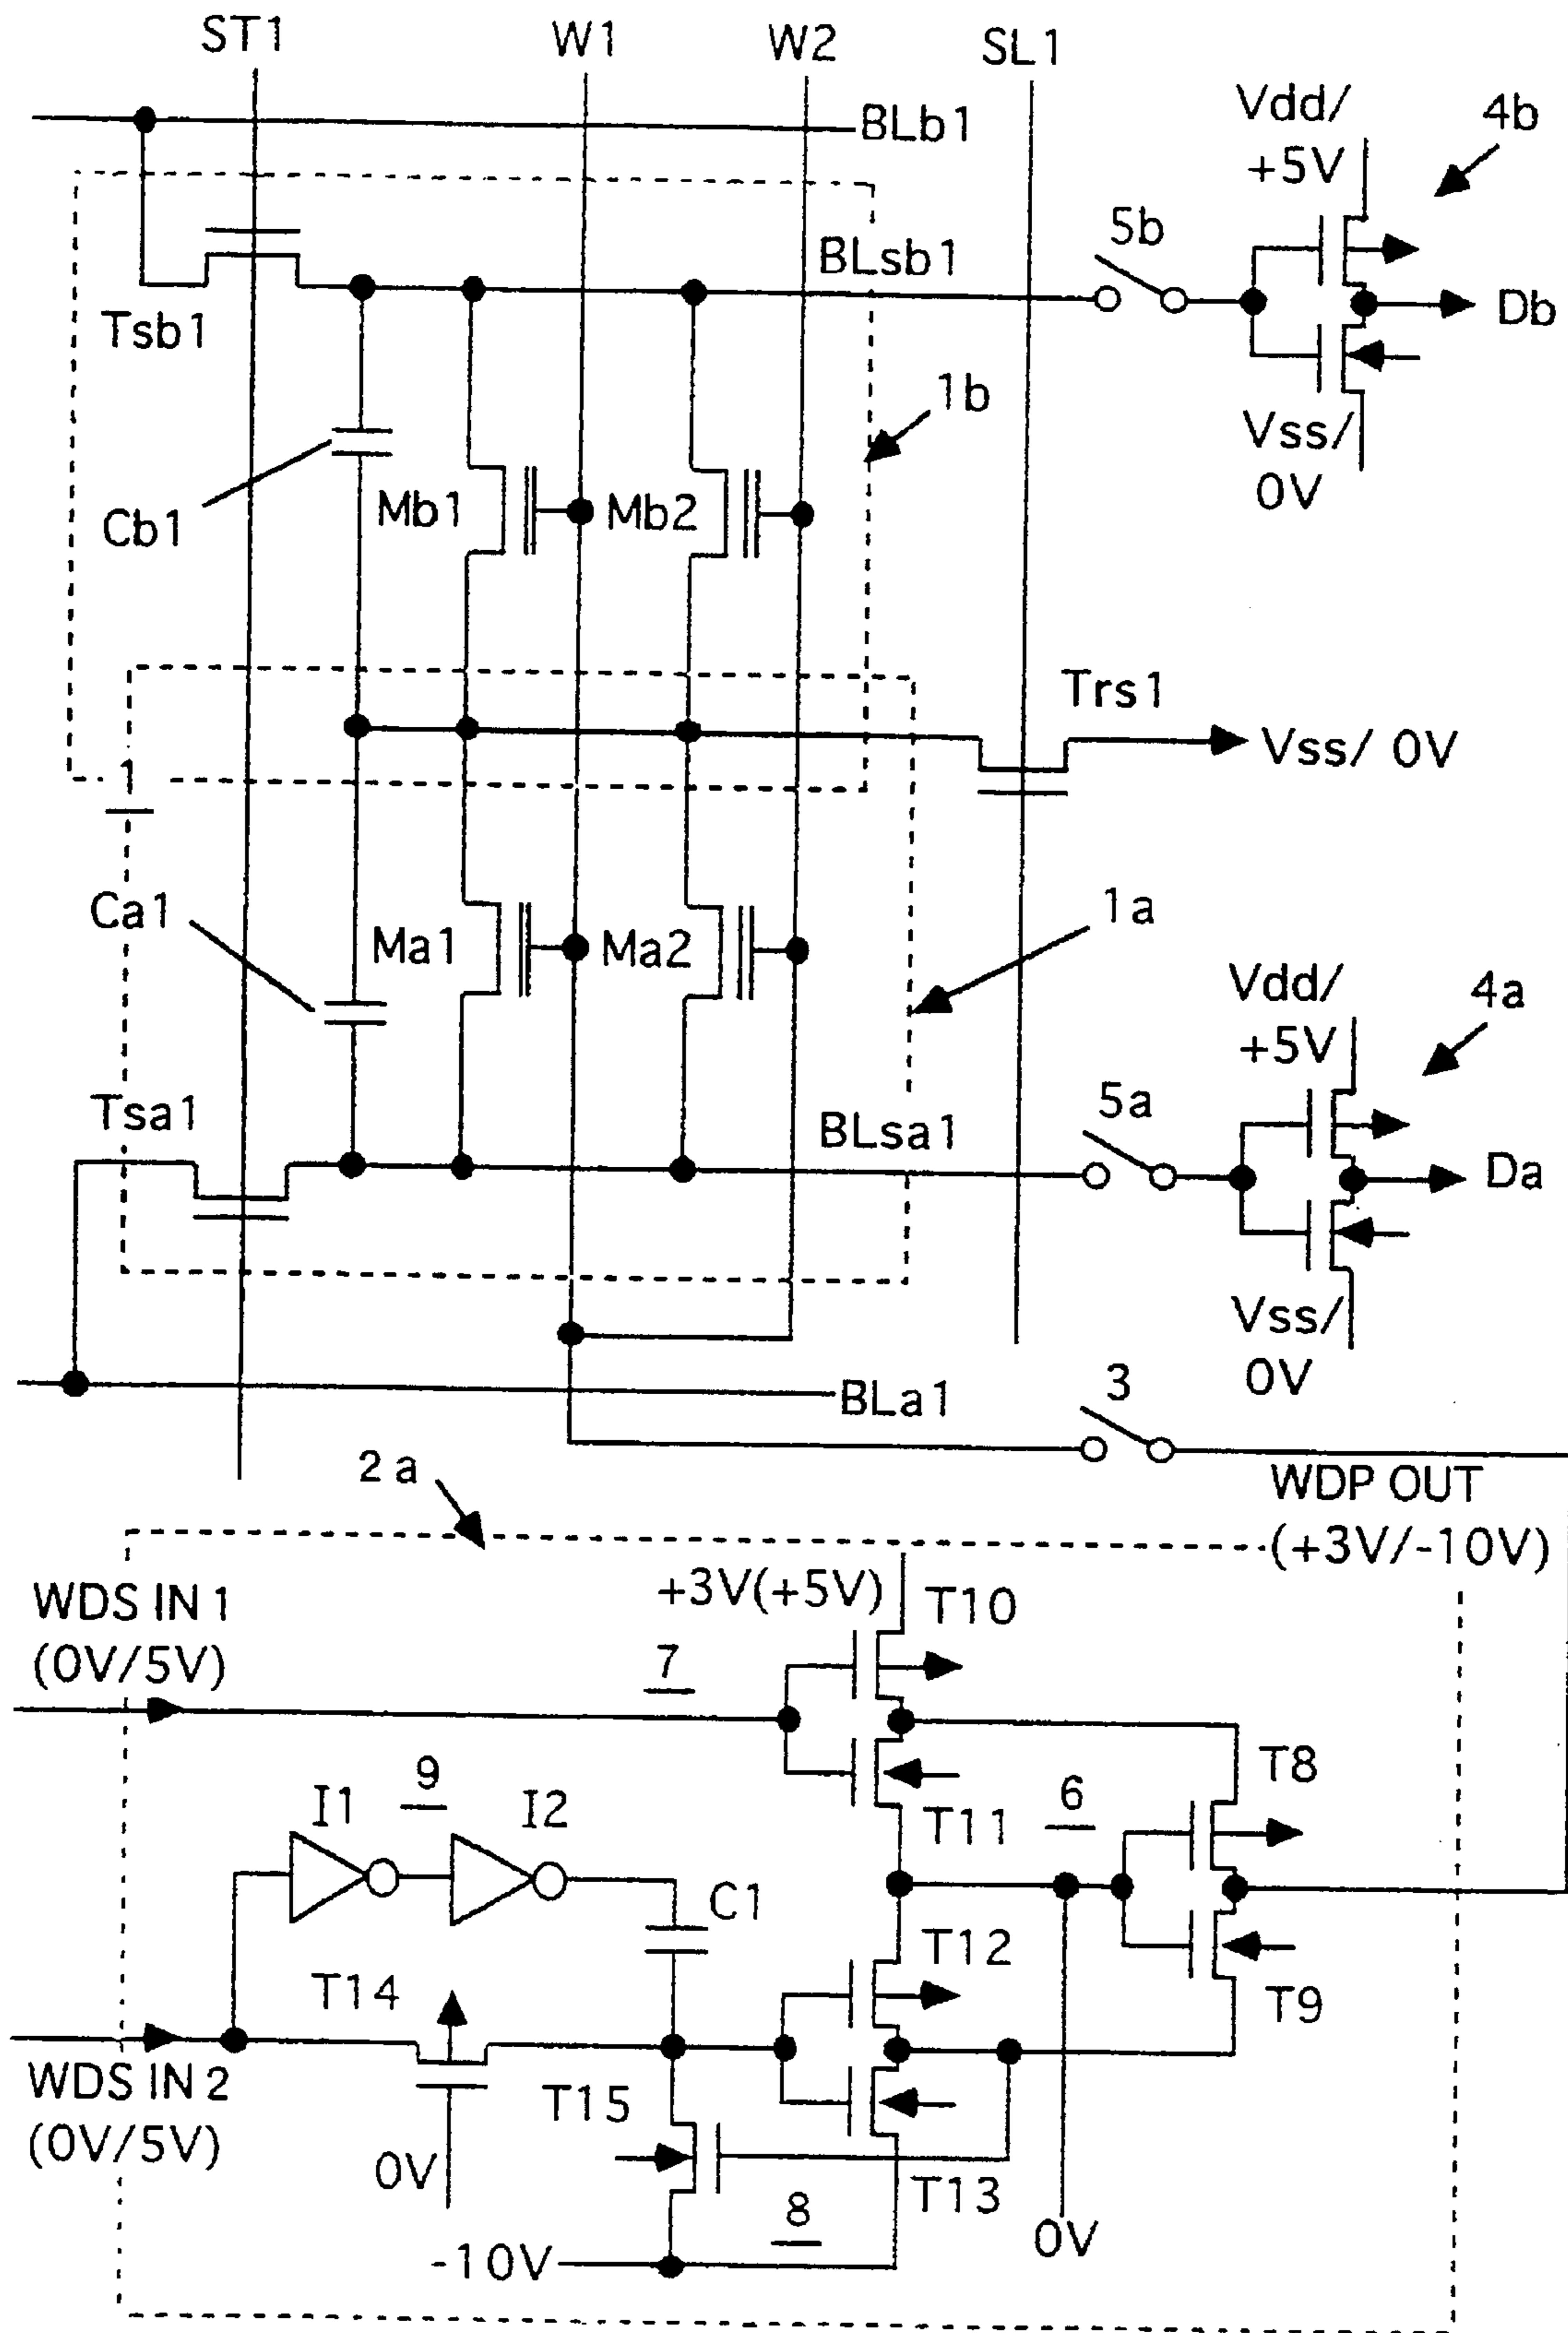 ST1
W1
W2
SL1
BLb1
Vdd/
+5V
4b
5b
BLsb1
Tsb1
Db
1b
Vss/
0V
Cb1
Mb1
Mb2
Trs1
Vss/ 0V
1
Ca1
Ma1
Ma2
1a
Vdd/
+5V
4a
Tsa1
5a
BLsa1
Da
Vss/
0V
BLa1
3
2a
WDP OUT
(+3V/-10V)
WDS IN 1
(0V/5V)
+3V(+5V)
T10
7
T8
I1
9
I2
T11
6
C1
T12
T14
T9
WDS IN 2
(0V/5V)
T15
0V
T13
8
-10V
0V